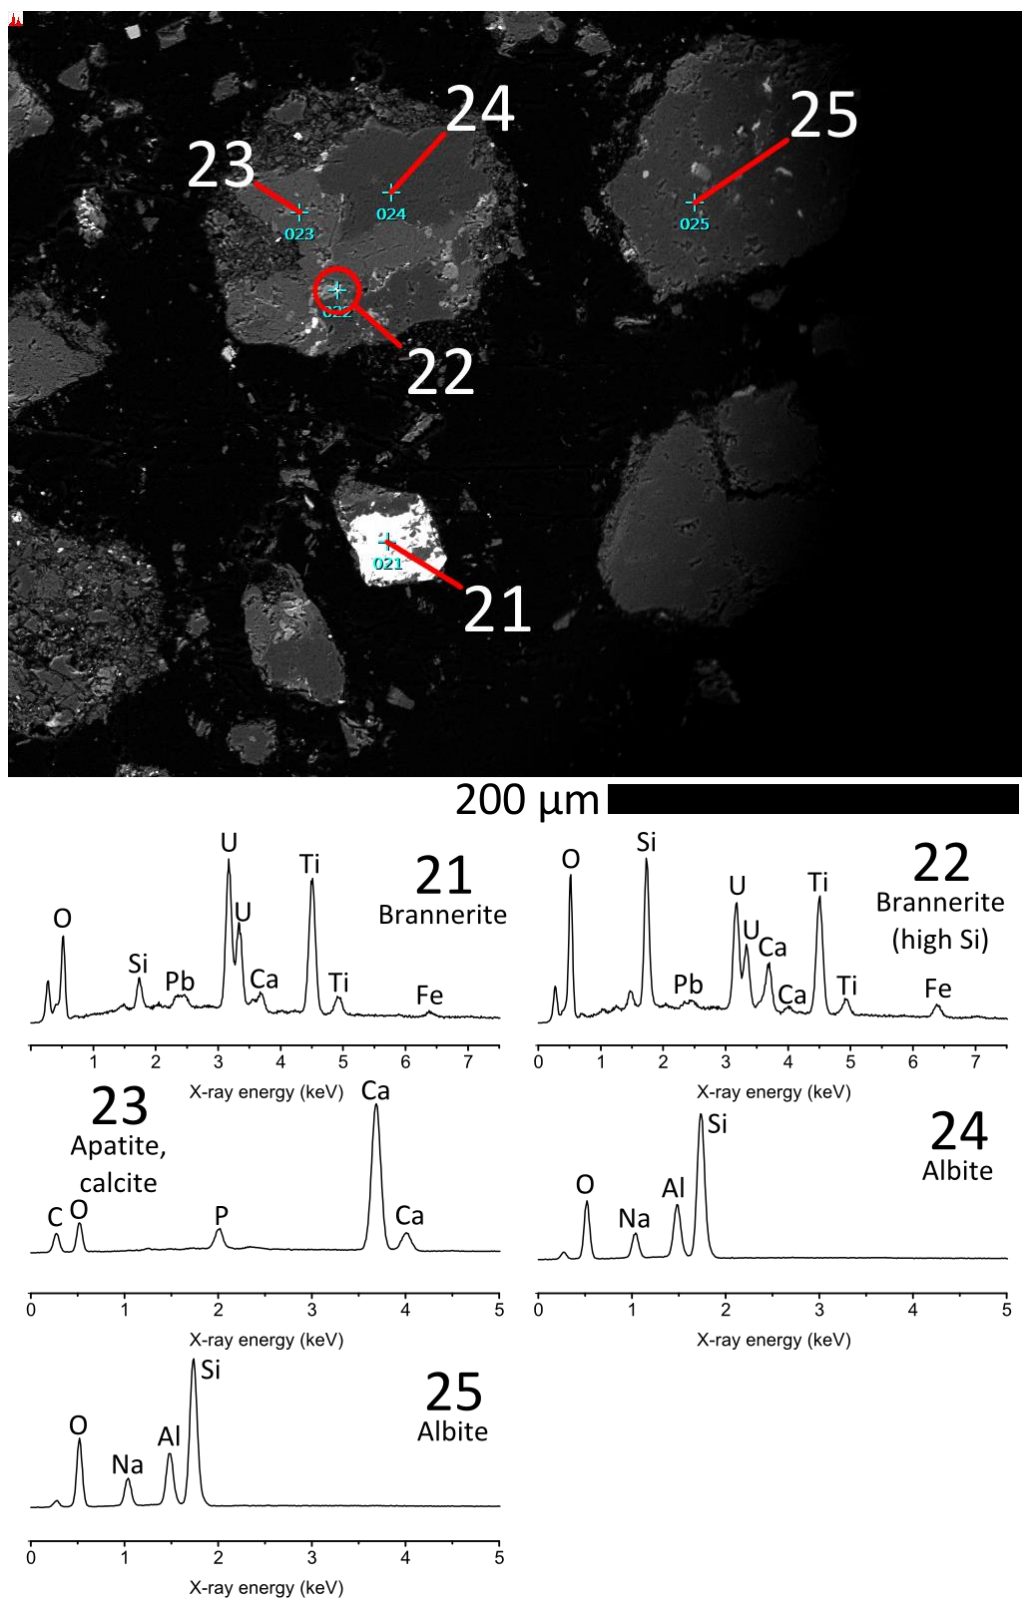 24
25
23
024
023
025
022
22
021
21
200 µm
U
Ti
21
Brannerite
O
U
Si
Pb
Ca
Ti
Fe
1 2 3 4 5 6 7
X-ray energy (keV)
Si
O
22
Brannerite
(high Si)
U
Ti
U
Ca
Pb
Ca
Ti
Fe
0 1 2 3 4 5 6 7
X-ray energy (keV)
23
Apatite,
calcite
Ca
C
O
P
Ca
0 1 2 3 4 5
X-ray energy (keV)
24
Albite
Si
O
Na
Al
0 1 2 3 4 5
X-ray energy (keV)
25
Albite
Si
O
Na
Al
0 1 2 3 4 5
X-ray energy (keV)